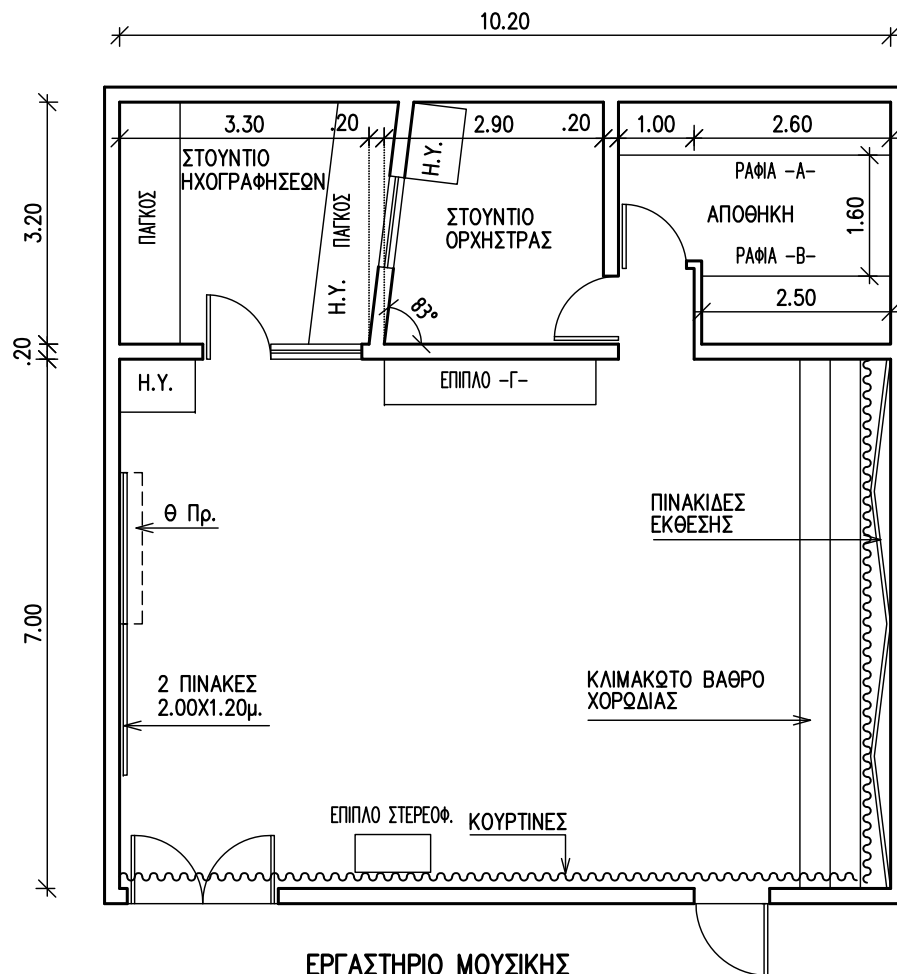 10.20
3.30
.20
2.90
.20
1.00
2.60
ΣΤΟΥΝΤΙΟ
ΗΧΟΓΡΑΦΗΣΕΩΝ
ΠΑΓΚΟΣ
ΠΑΓΚΟΣ
Η.Υ.
Η.Υ.
ΣΤΟΥΝΤΙΟ
ΟΡΧΗΣΤΡΑΣ
83°
ΡΑΦΙΑ -Α-
ΑΠΟΘΗΚΗ
ΡΑΦΙΑ -Β-
1.60
2.50
3.20
.20
7.00
Η.Υ.
ΕΠΙΠΛΟ -Γ-
Θ Πρ.
ΠΙΝΑΚΙΔΕΣ
ΕΚΘΕΣΗΣ
2 ΠΙΝΑΚΕΣ
2.00Χ1.20μ.
ΚΛΙΜΑΚΩΤΟ ΒΑΘΡΟ
ΧΟΡΩΔΙΑΣ
ΕΠΙΠΛΟ ΣΤΕΡΕΟΦ.
ΚΟΥΡΤΙΝΕΣ
ΕΡΓΑΣΤΗΡΙΟ ΜΟΥΣΙΚΗΣ